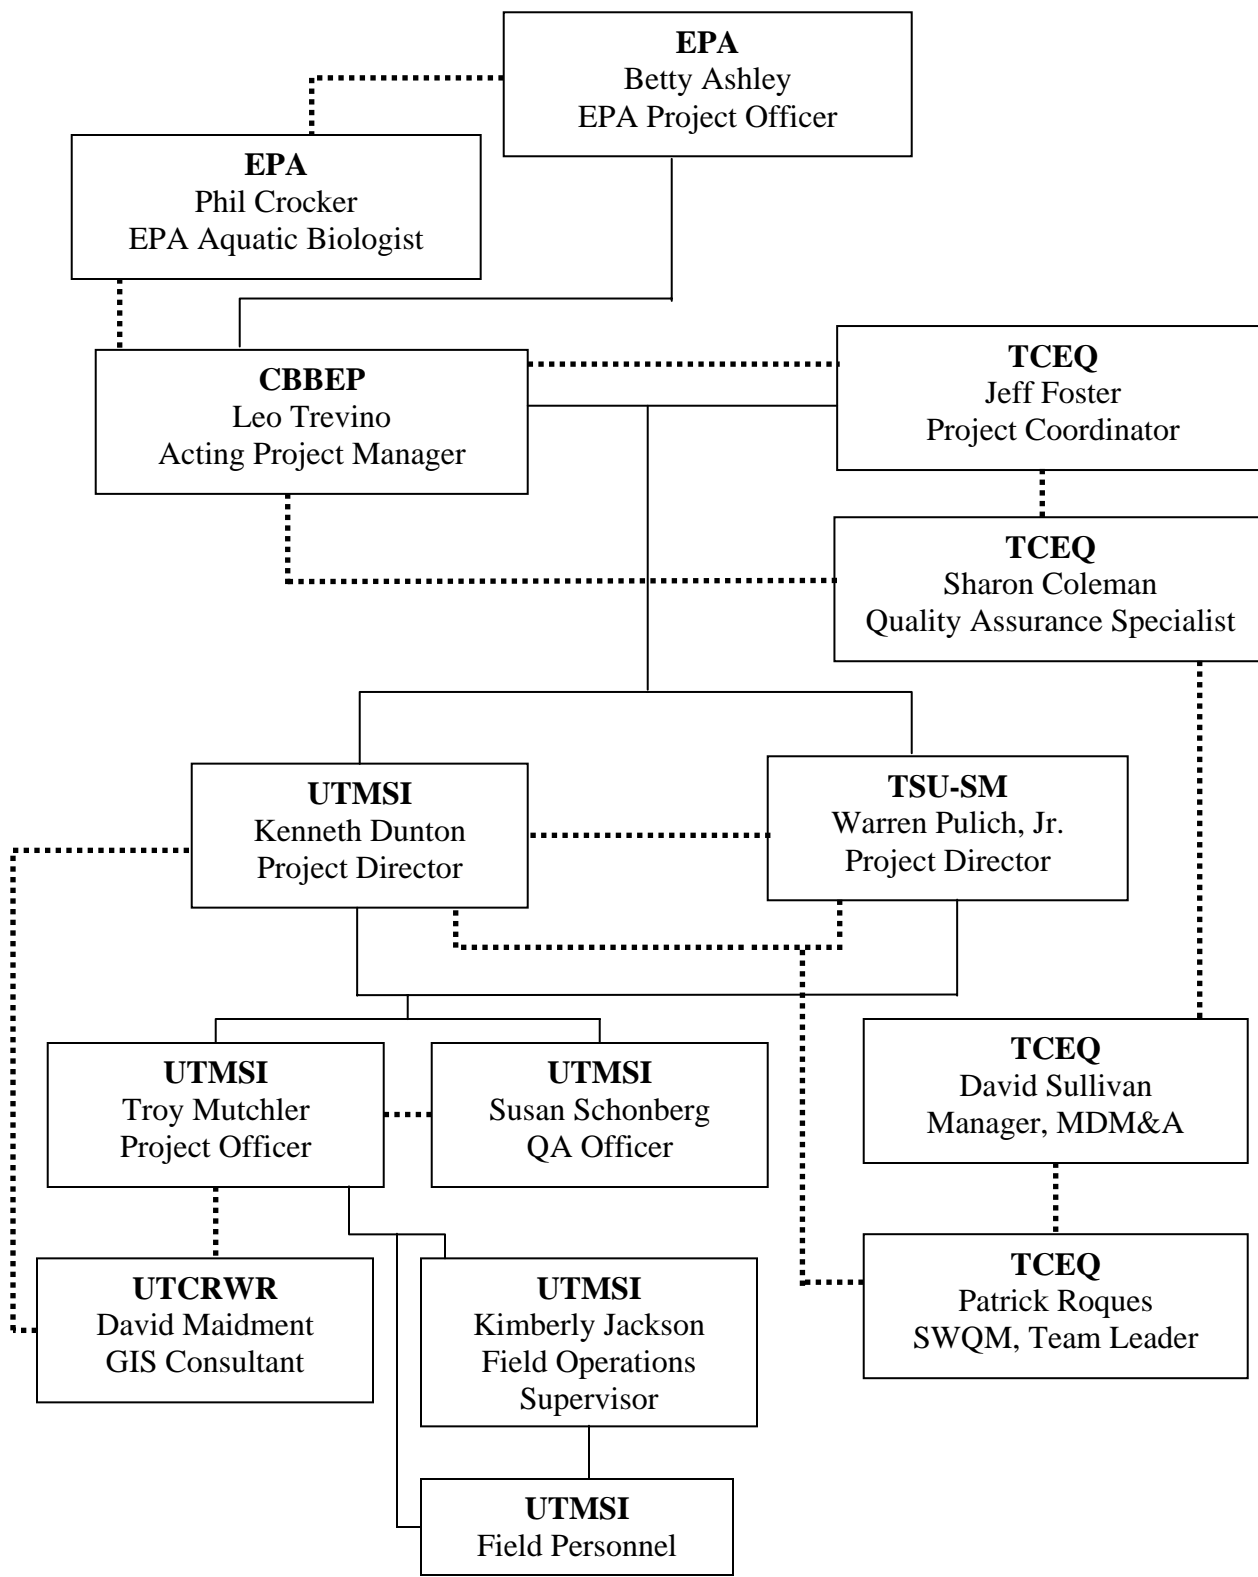 EPA
Betty Ashley
EPA Project Officer
EPA
Phil Crocker
EPA Aquatic Biologist
CBBEP
Leo Trevino
Acting Project Manager
TCEQ
Jeff Foster
Project Coordinator
TCEQ
Sharon Coleman
Quality Assurance Specialist
UTMSI
Kenneth Dunton
Project Director
TSU-SM
Warren Pulich, Jr.
Project Director
UTMSI
Troy Mutchler
Project Officer
UTMSI
Susan Schonberg
QA Officer
TCEQ
David Sullivan
Manager, MDM&A
UTCRWR
David Maidment
GIS Consultant
UTMSI
Kimberly Jackson
Field Operations
Supervisor
TCEQ
Patrick Roques
SWQM, Team Leader
UTMSI
Field Personnel